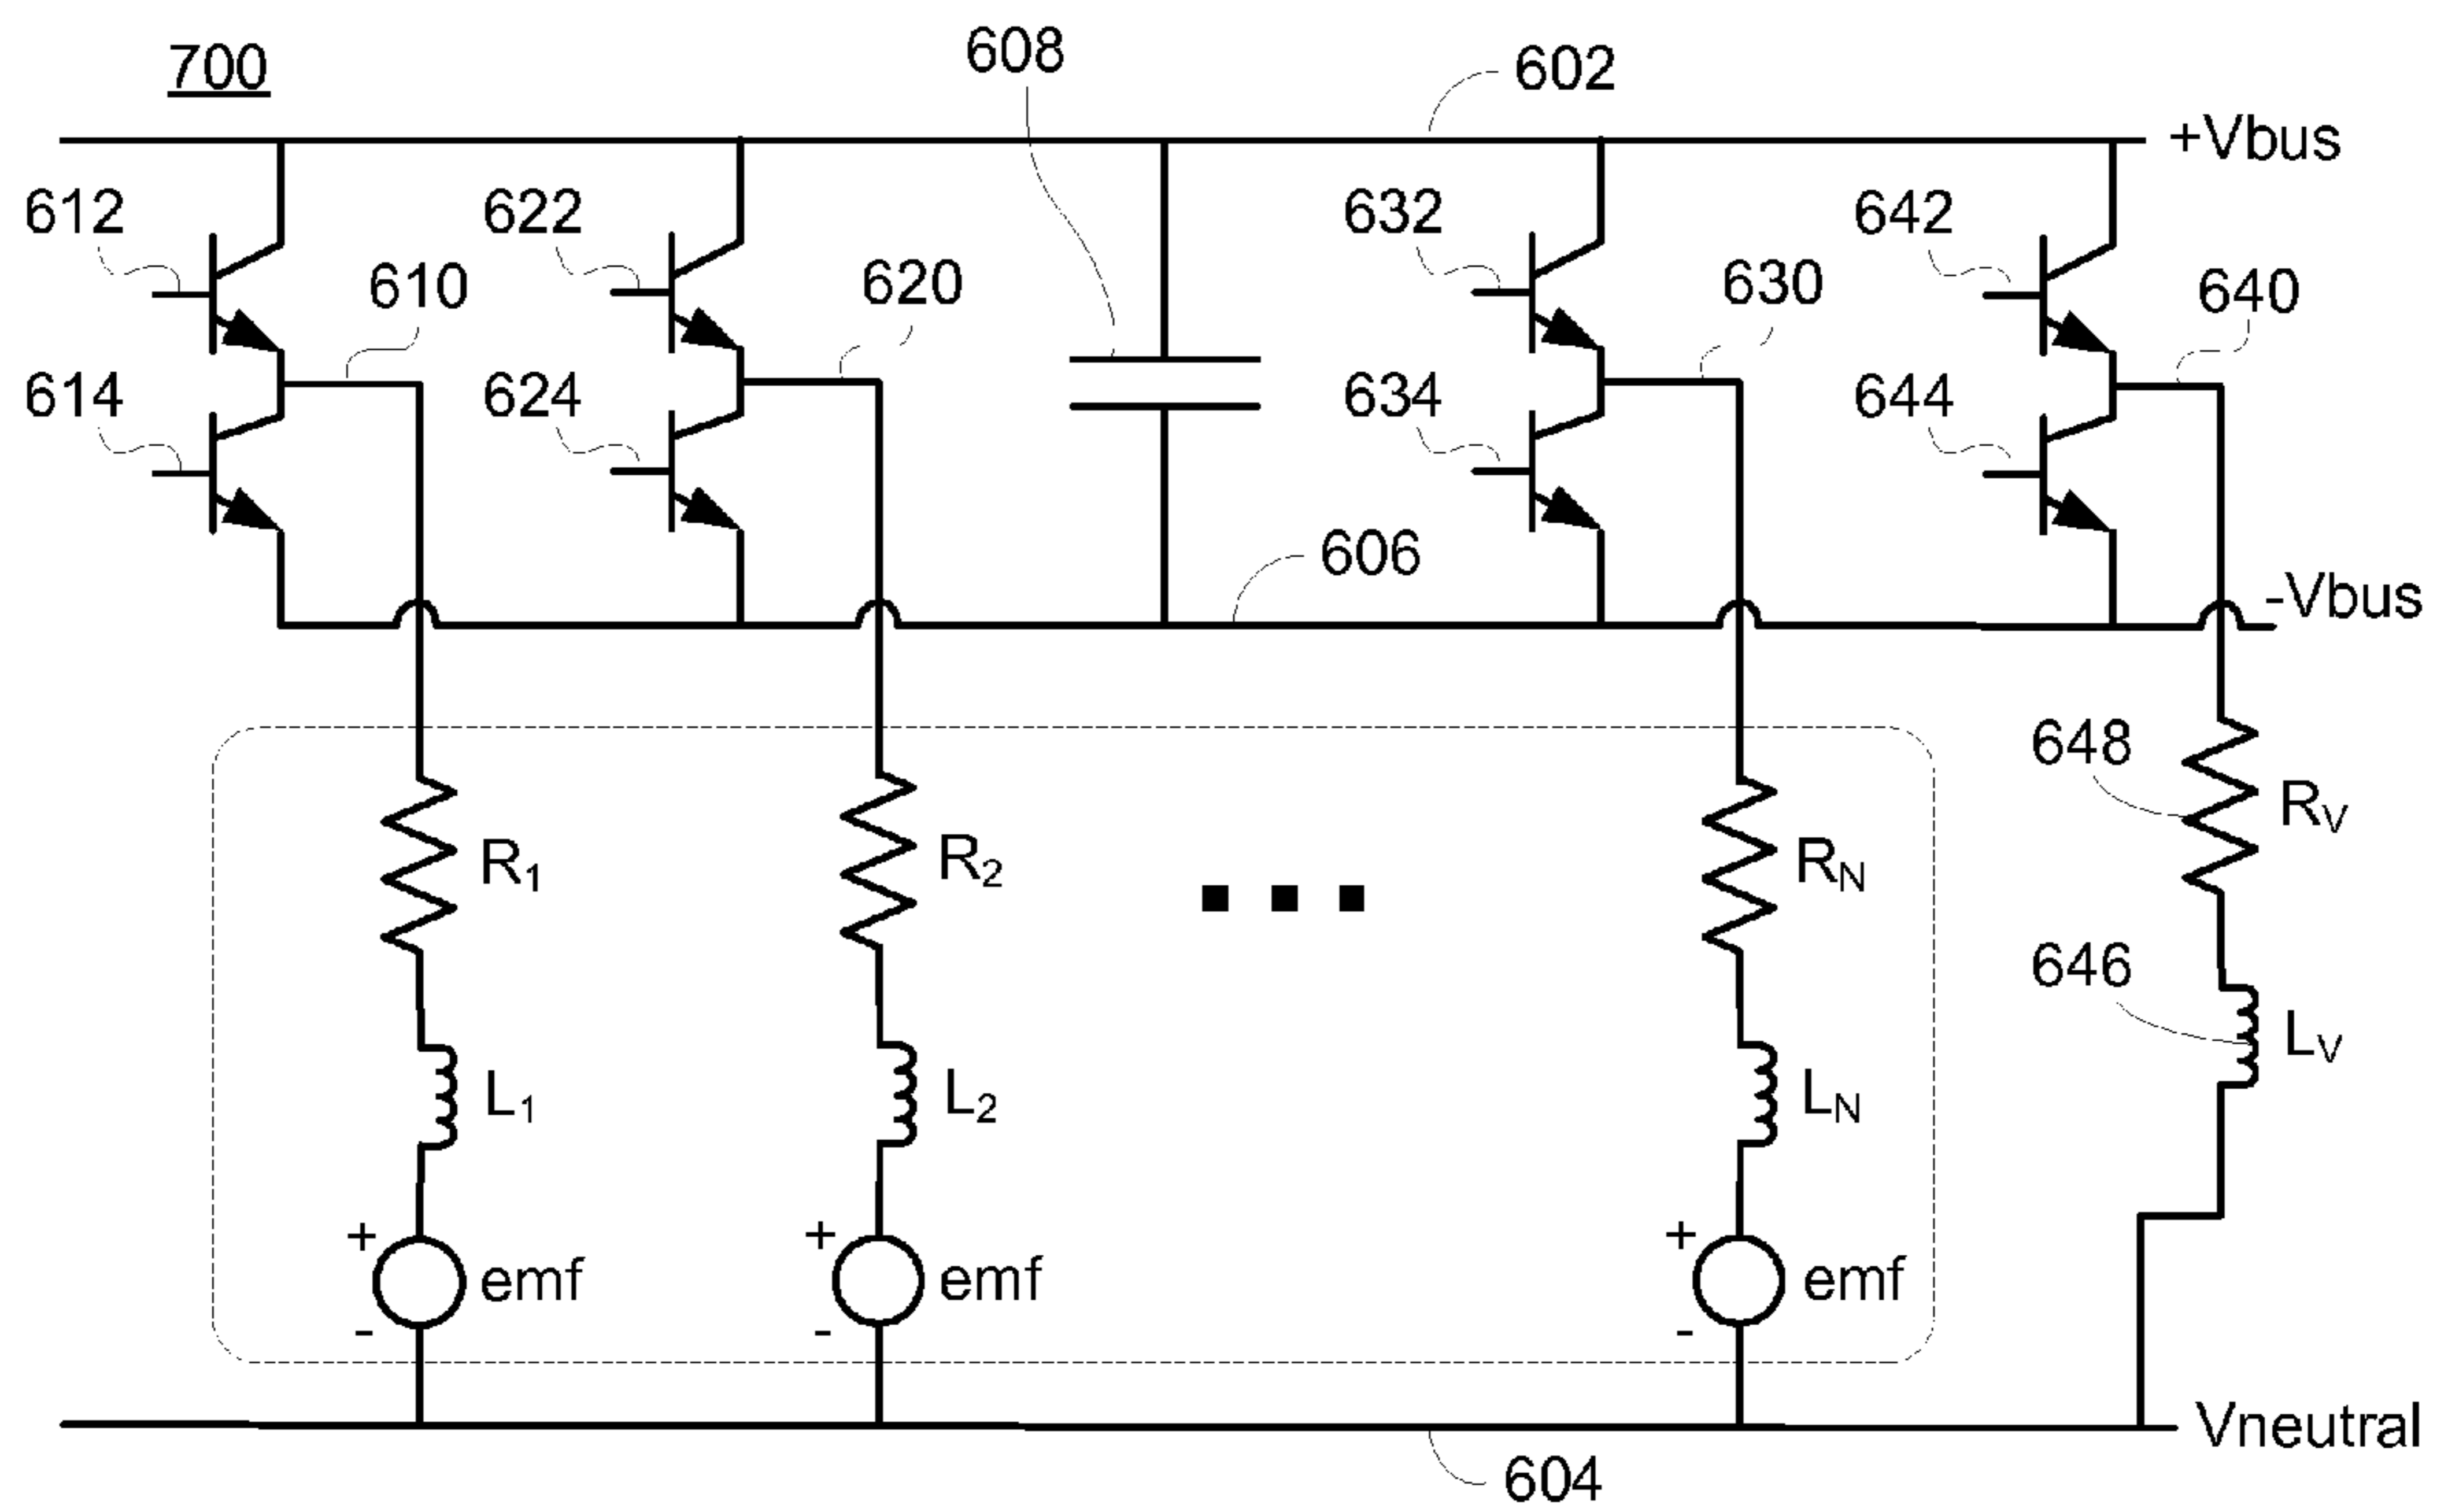 700
608
602
+Vbus
612
622
632
642
610
620
630
640
614
624
634
644
606
-Vbus
648
RV
R1
R2
RN
646
LV
L1
L2
LN
+
+
+
emf
emf
emf
-
-
-
Vneutral
604